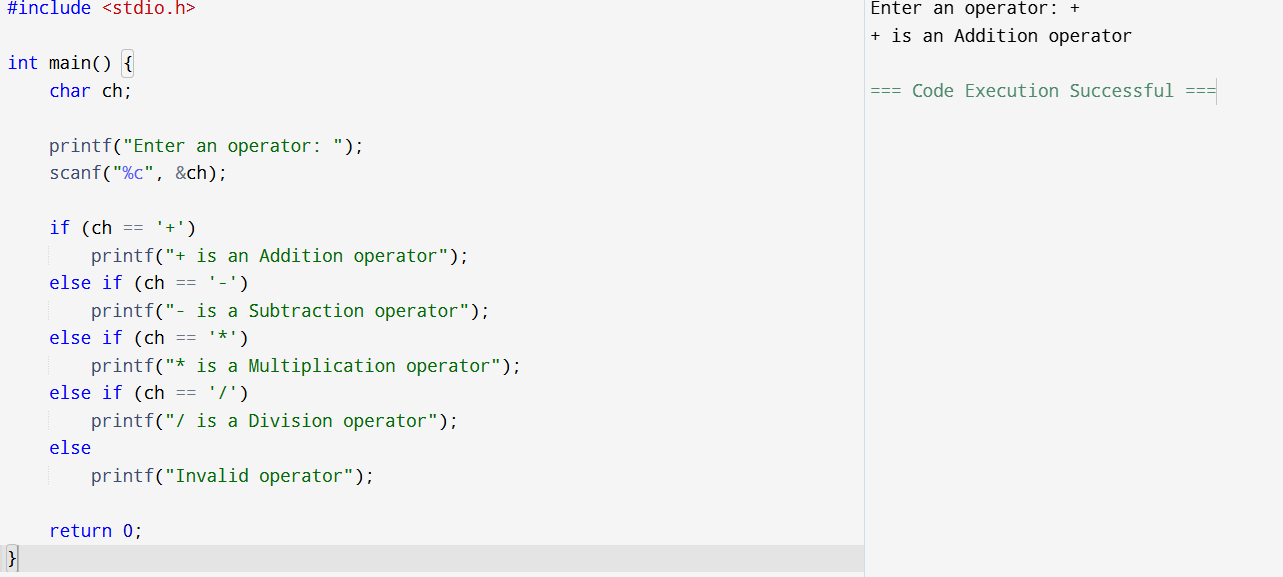 #include <stdio.h>
int main() {
    char ch;
    printf("Enter an operator: ");
    scanf("%c", &ch);
    if (ch == '+')
        printf("+ is an Addition operator");
    else if (ch == '-')
        printf("- is a Subtraction operator");
    else if (ch == '*')
        printf("* is a Multiplication operator");
    else if (ch == '/')
        printf("/ is a Division operator");
    else
        printf("Invalid operator");
    return 0;
}
Enter an operator: +
+ is an Addition operator
=== Code Execution Successful ===